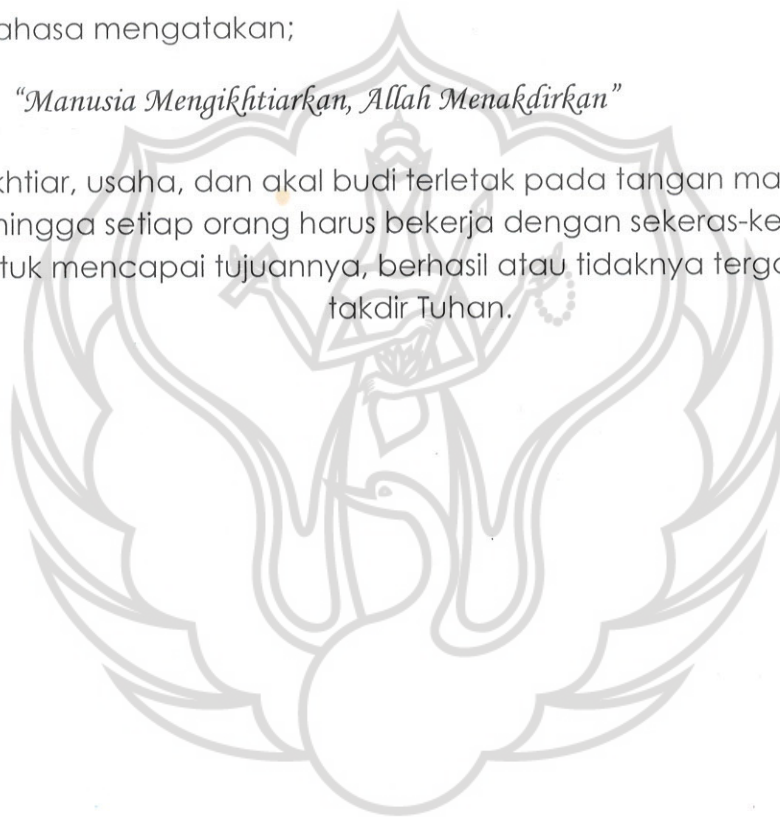 ahasa mengatakan;
“Manusia Mengikhtiarkan, Allah Menakdirkan”
khtiar, usaha, dan akal budi terletak pada tangan ma
hingga setiap orang harus bekerja dengan sekeras-ke
tuk mencapai tujuannya, berhasil atau tidaknya terga
takdir Tuhan.